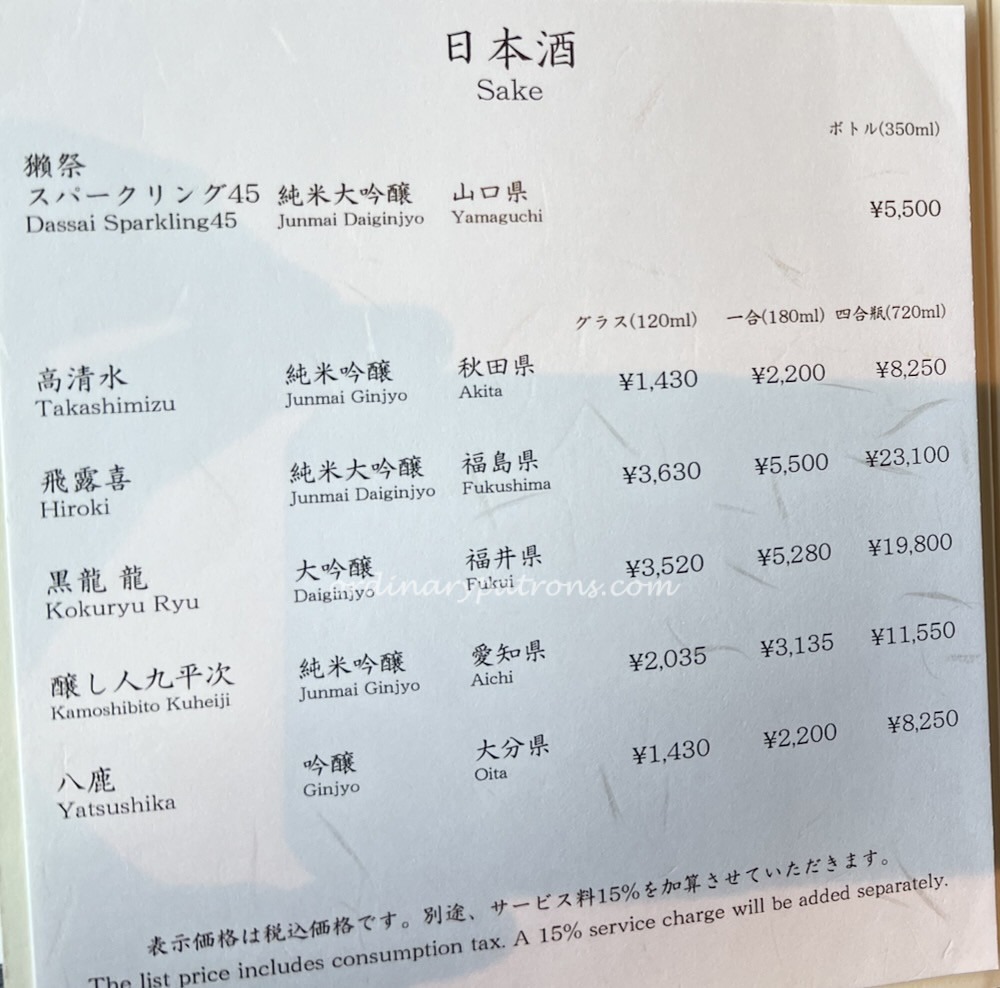 日本酒
Sake
ボトル(350ml)
獺祭
スパークリング45 純米大吟醸 山口県
Dassai Sparkling45 Junmai Daiginjyo Yamaguchi ¥5,500
グラス(120ml) 一合(180ml) 四合瓶(720ml)
高清水 純米吟醸 秋田県 ¥1,430 ¥2,200 ¥8,250
Takashimizu Junmai Ginjyo Akita
飛露喜 純米大吟醸 福島県 ¥3,630 ¥5,500 ¥23,100
Hiroki Junmai Daiginjyo Fukushima
黒龍 龍 大吟醸 福井県 ¥3,520 ¥5,280 ¥19,800
Kokuryu Ryu Daiginjyo Fukui
ordinarypatrons.com
醸し人九平次 純米吟醸 愛知県 ¥2,035 ¥3,135 ¥11,550
Kamoshibito Kuheiji Junmai Ginjyo Aichi
八鹿 吟醸 大分県 ¥1,430 ¥2,200 ¥8,250
Yatsushika Ginjyo Oita
表示価格は税込価格です。別途、サービス料15%を加算させていただきます。
The list price includes consumption tax. A 15% service charge will be added separately.